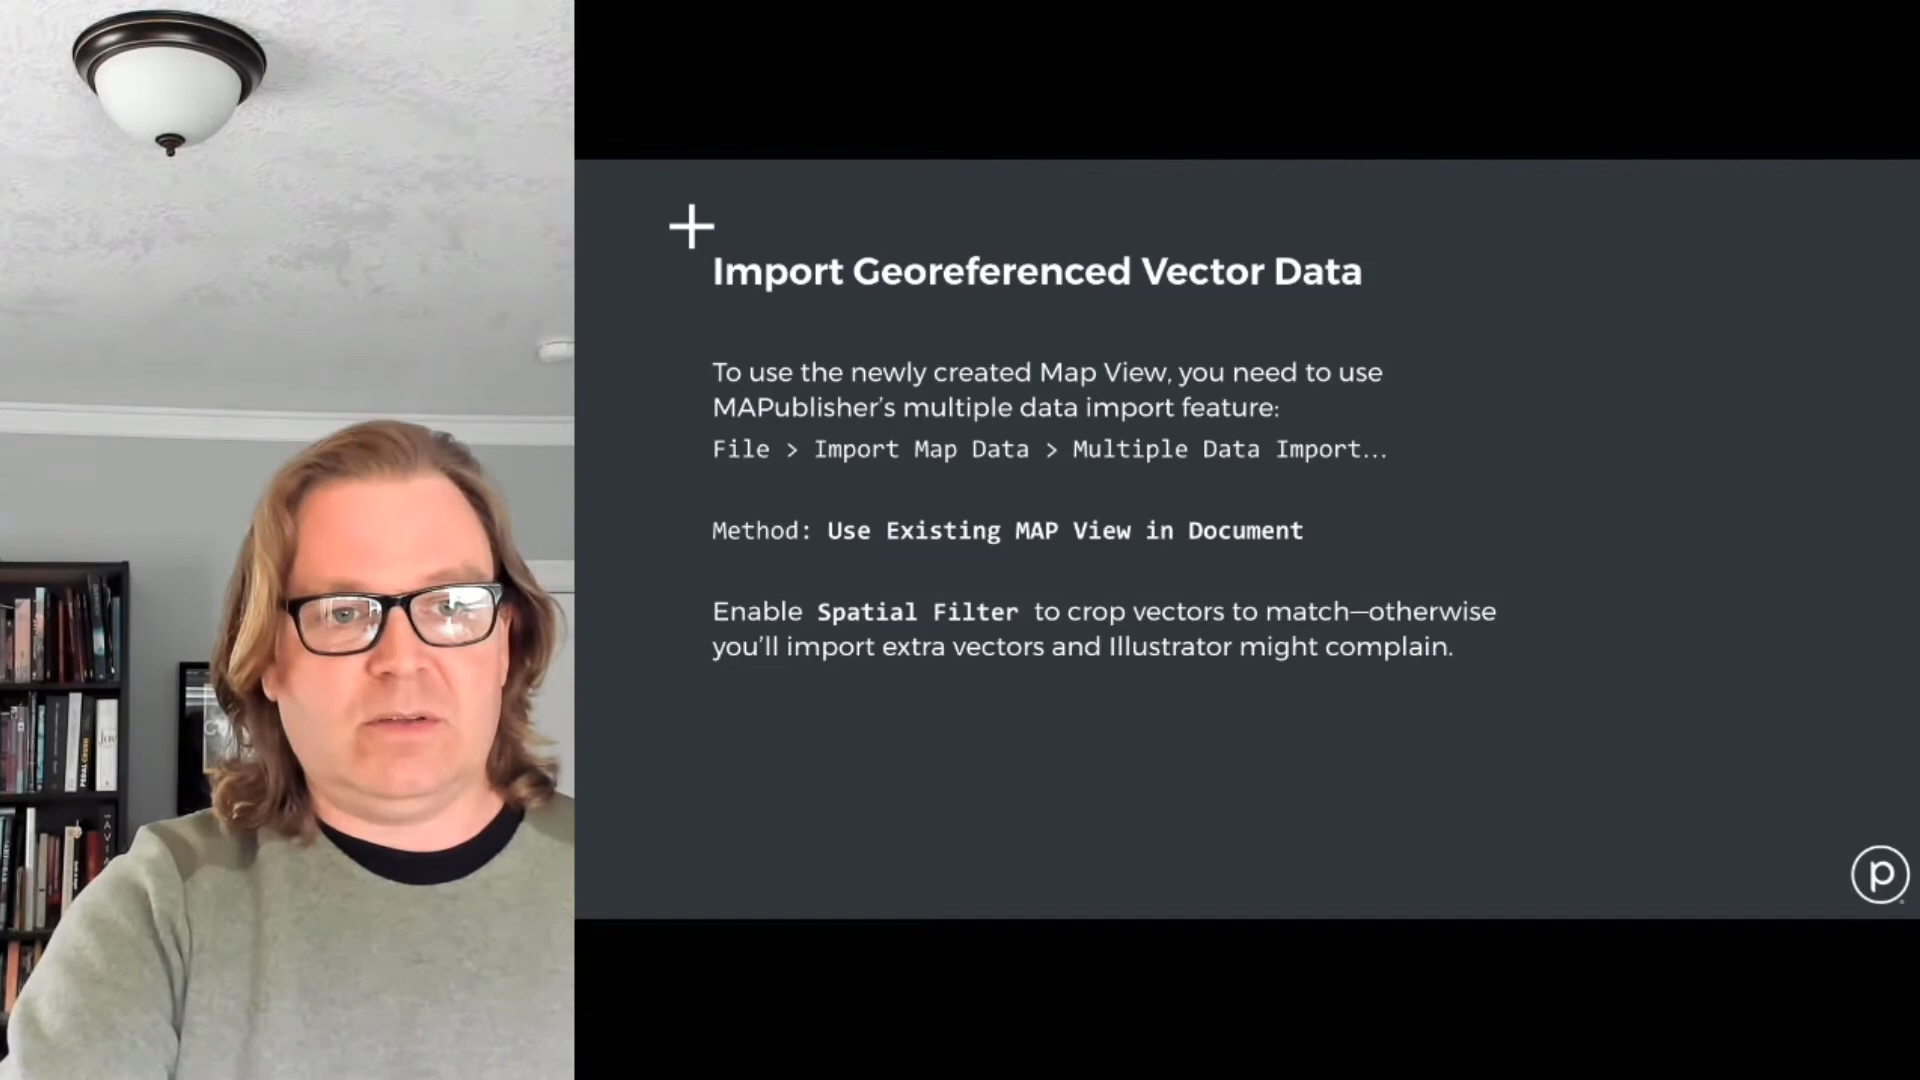 Import Georeferenced Vector Data
To use the newly created Map View, you need to use
MAPublisher’s multiple data import feature:
File > Import Map Data > Multiple Data Import...
Method: Use Existing MAP View in Document
Enable Spatial Filter to crop vectors to match—otherwise
you’ll import extra vectors and Illustrator might complain.
p